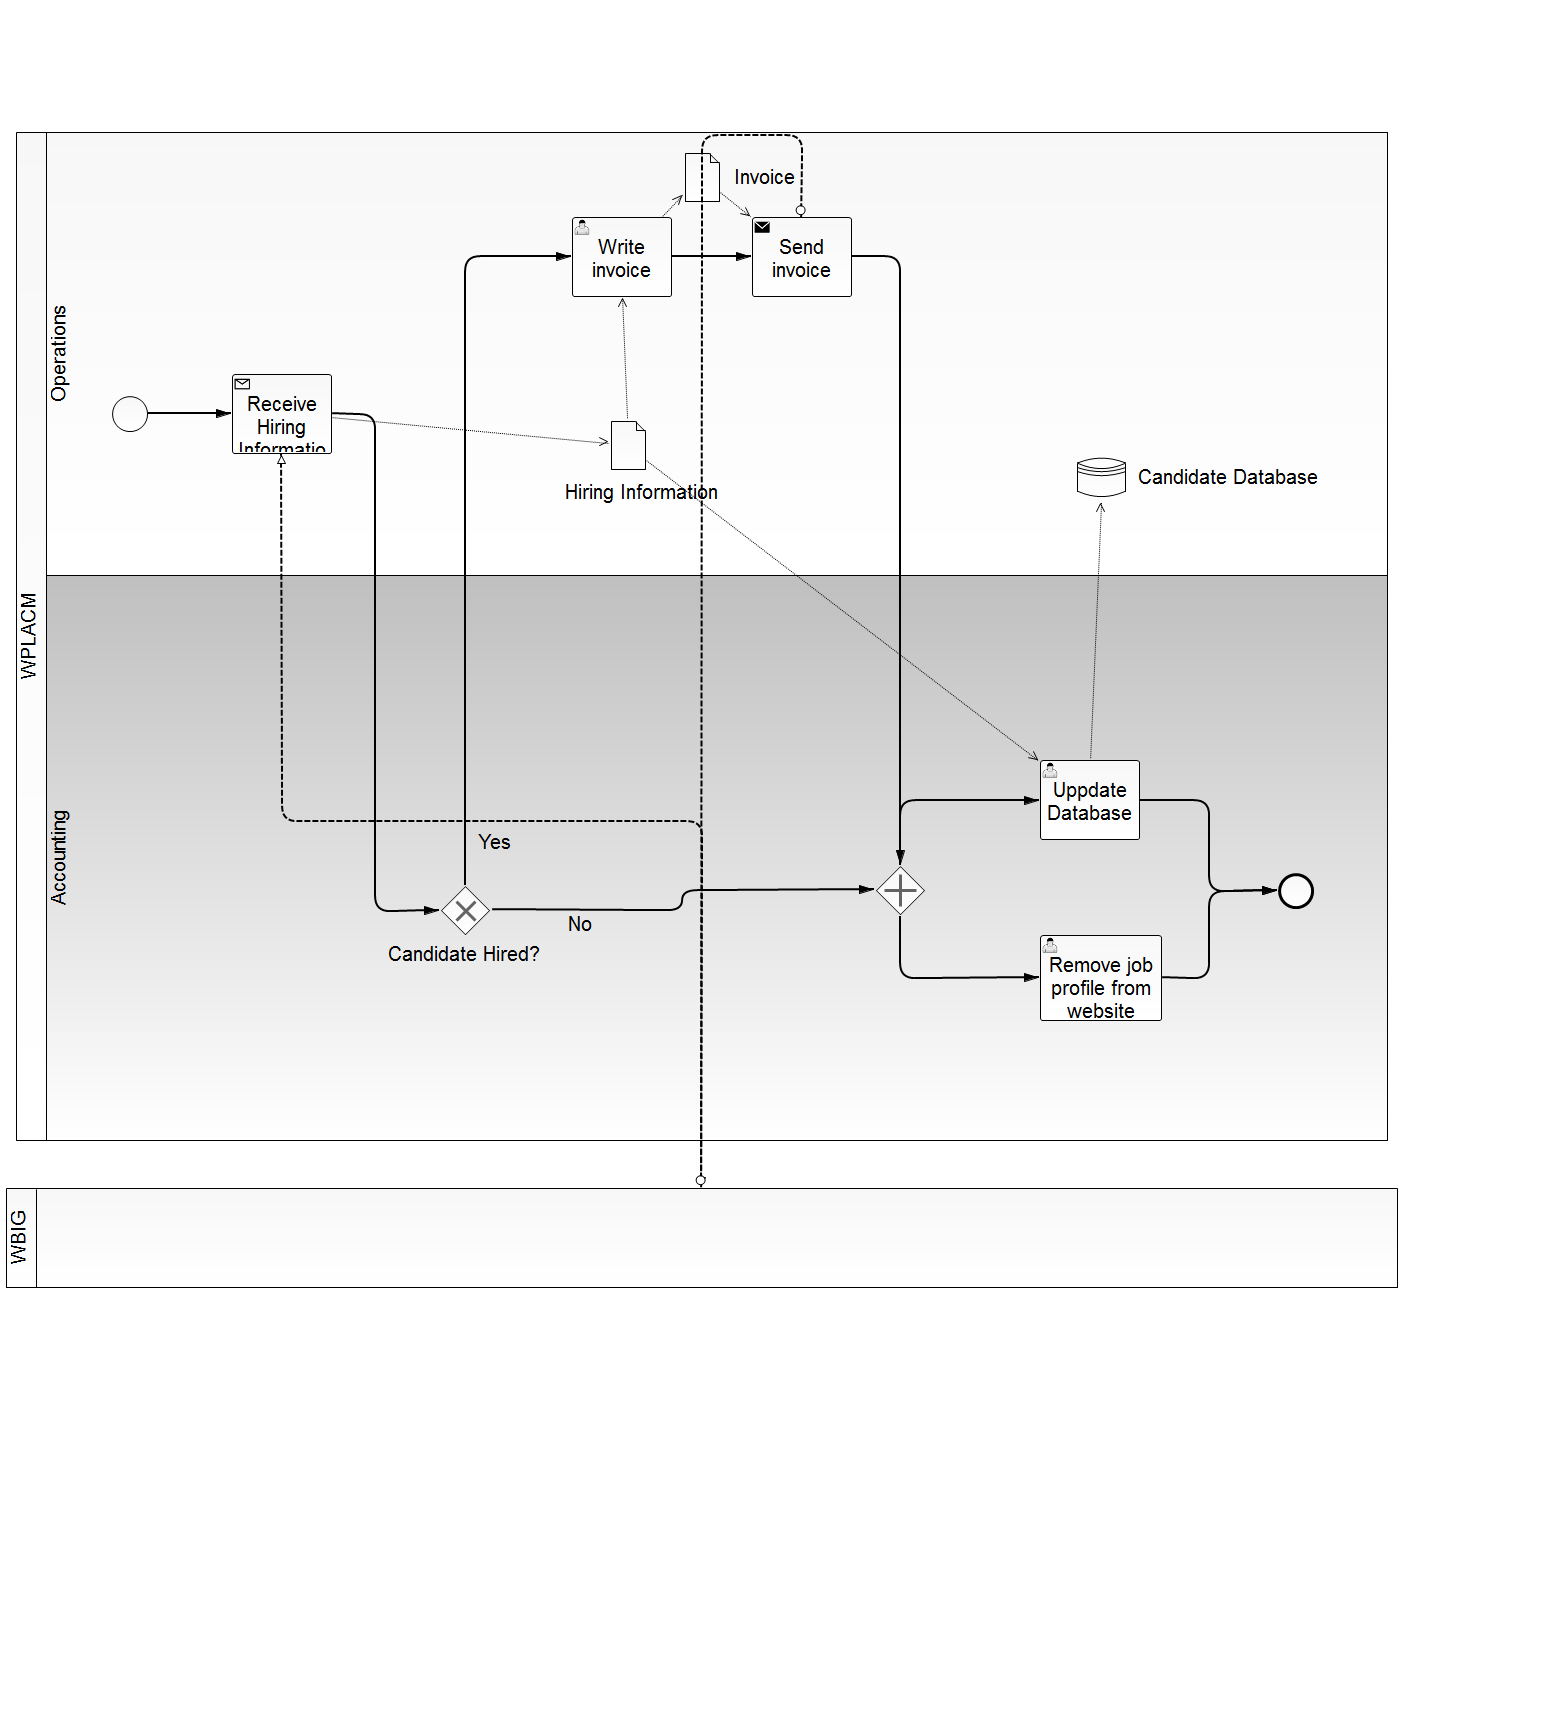 Invoice
Write
invoice
Send
invoice
Operations
Receive
Hiring
Informatio
Hiring Information
Candidate Database
WPLACM
Accounting
Uppdate
Database
Yes
No
Candidate Hired?
Remove job
profile from
website
WBIG